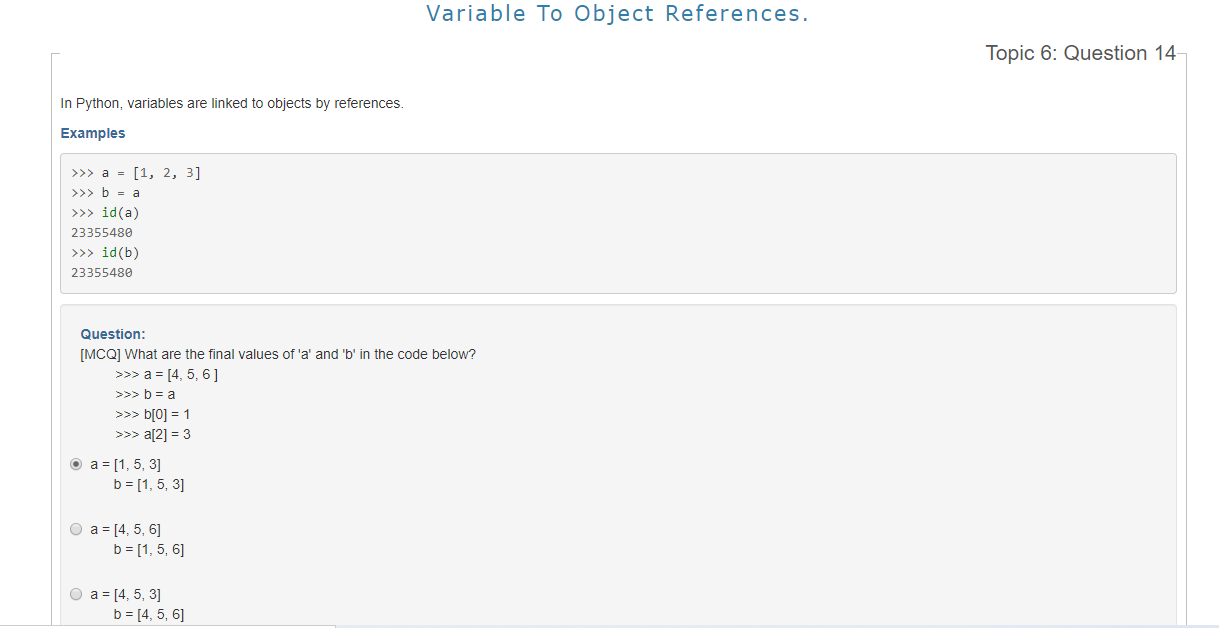 Variable To Object References.
Topic 6: Question 14
In Python, variables are linked to objects by references.
Examples
>>> a = [1, 2, 3]
>>> b = a
>>> id(a)
23355480
>>> id(b)
23355480
Question:
[MCQ] What are the final values of 'a' and 'b' in the code below?
>>> a = [4, 5, 6 ]
>>> b = a
>>> b[0] = 1
>>> a[2] = 3
a = [1, 5, 3]
b = [1, 5, 3]
a = [4, 5, 6]
b = [1, 5, 6]
a = [4, 5, 3]
b = [4, 5, 6]